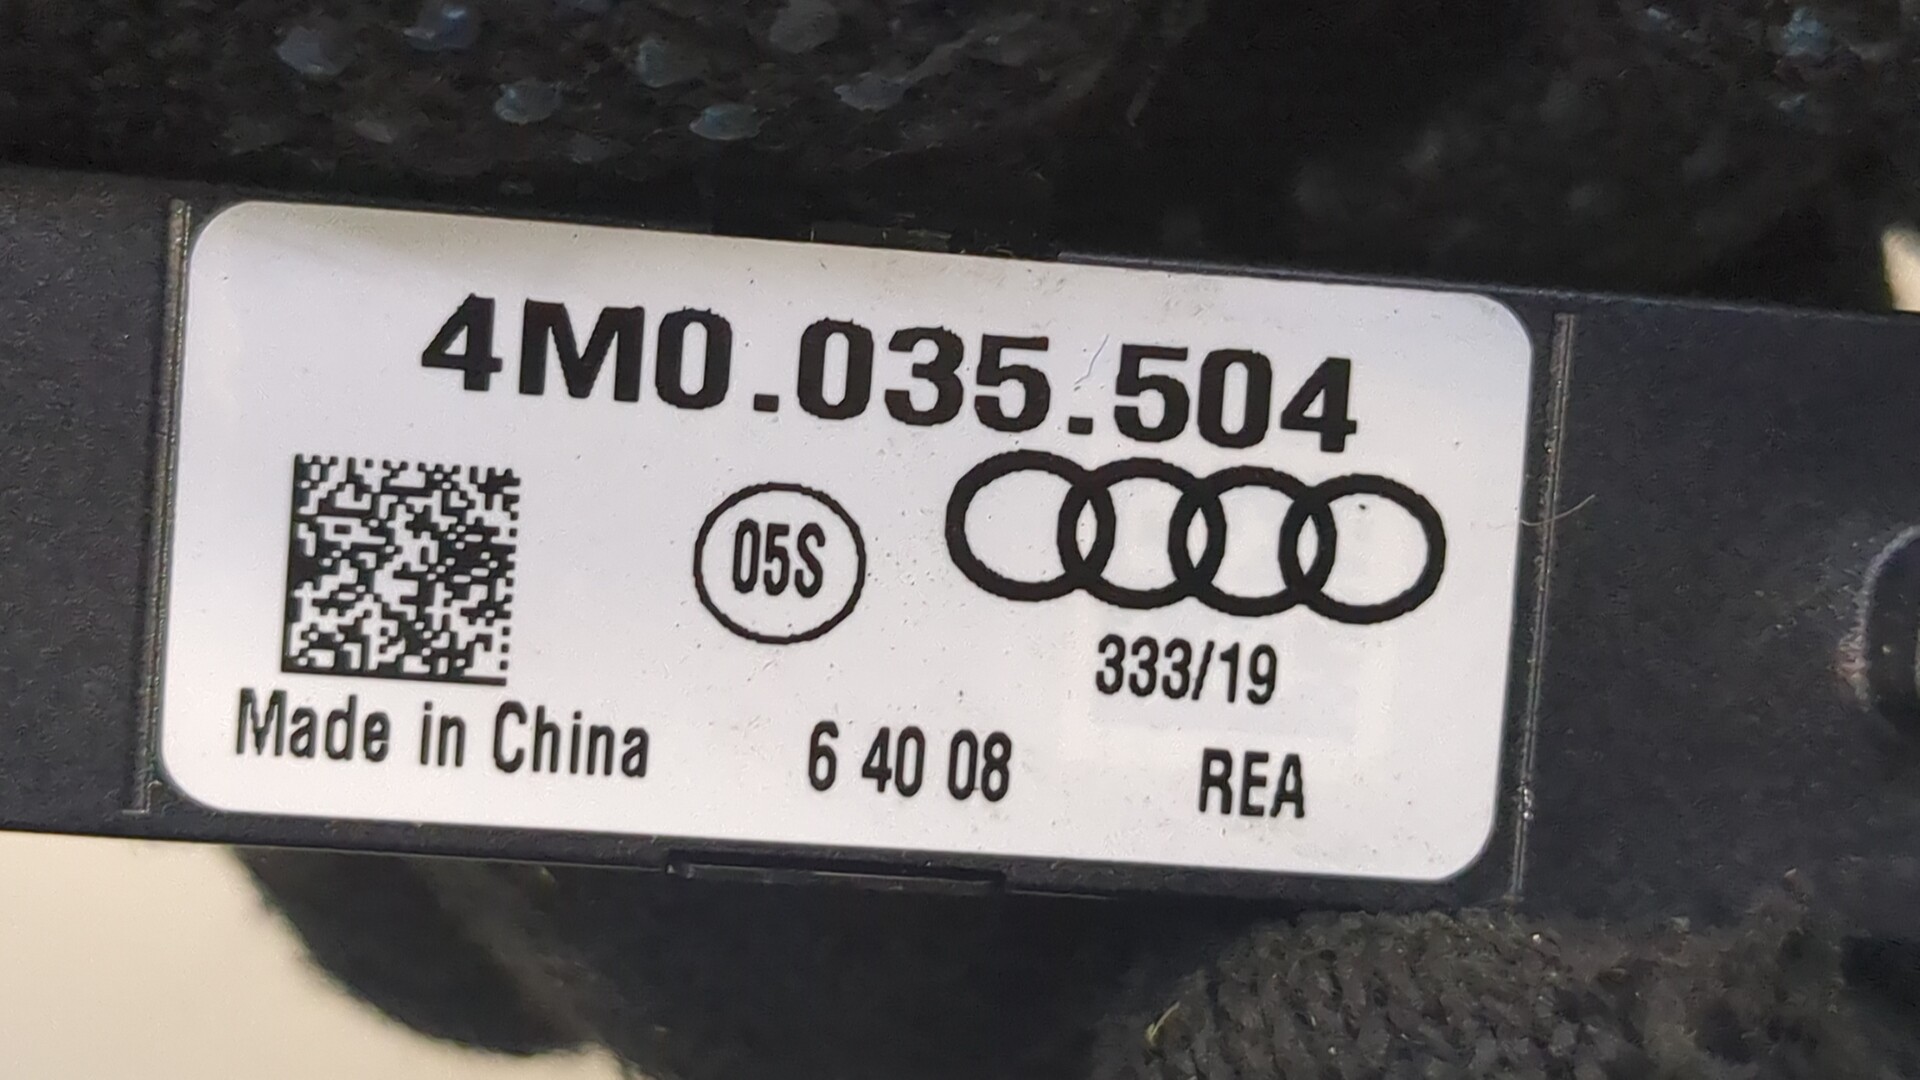 4M0.035.504
05S
333/19
Made in China
6 40 08
REA